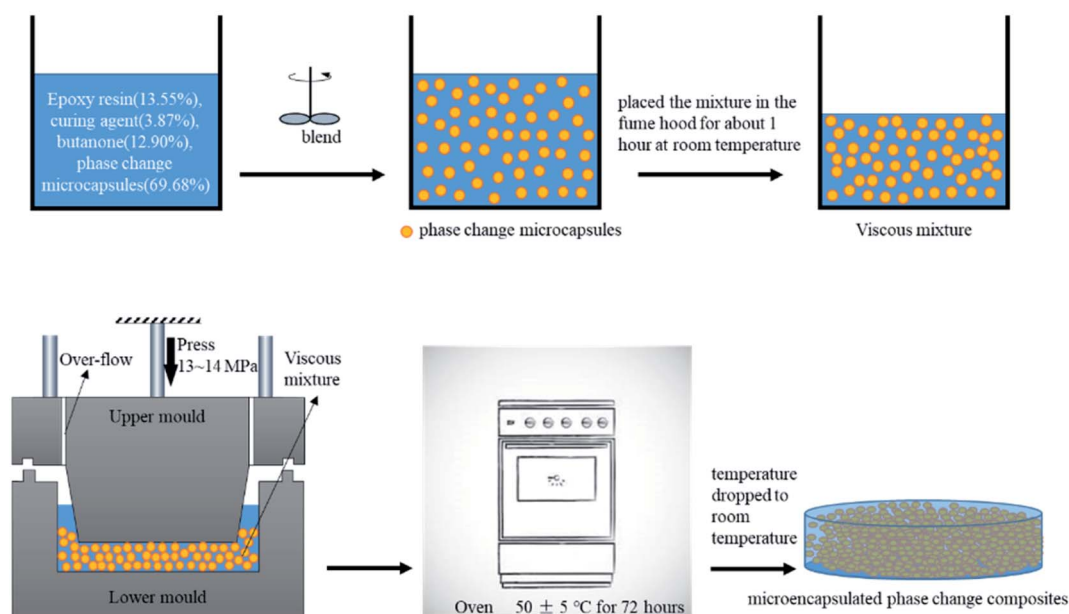 Epoxy resin(13.55%),
curing agent(3.87%),
butanone(12.90%),
phase change
microcapsules(69.68%)
blend
phase change microcapsules
placed the mixture in the
fume hood for about 1
hour at room temperature
Viscous mixture
Over-flow
Press
13~14 MPa
Viscous
mixture
Upper mould
Lower mould
Oven 50 ± 5 °C for 72 hours
temperature
dropped to
room
temperature
microencapsulated phase change composites